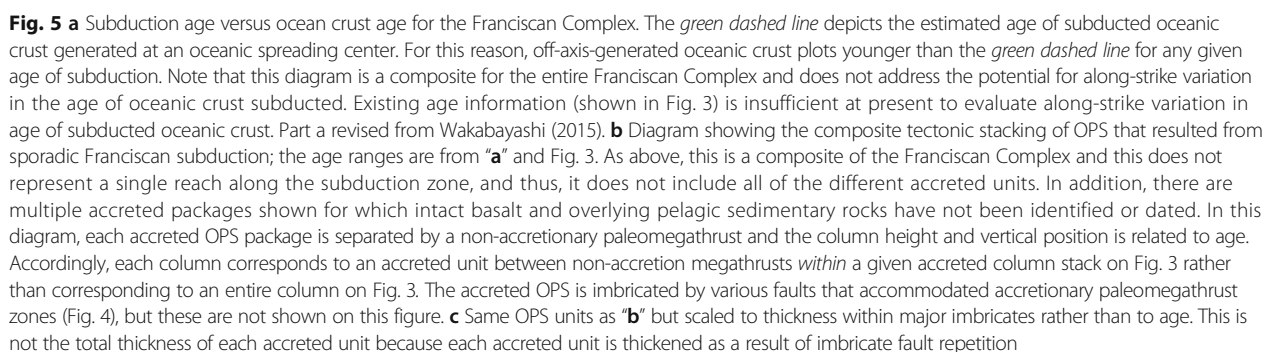 Fig. 5 a Subduction age versus ocean crust age for the Franciscan Complex. The green dashed line depicts the estimated age of subducted oceanic
crust generated at an oceanic spreading center. For this reason, off-axis-generated oceanic crust plots younger than the green dashed line for any given
age of subduction. Note that this diagram is a composite for the entire Franciscan Complex and does not address the potential for along-strike variation
in the age of oceanic crust subducted. Existing age information (shown in Fig. 3) is insufficient at present to evaluate along-strike variation in
age of subducted oceanic crust. Part a revised from Wakabayashi (2015). b Diagram showing the composite tectonic stacking of OPS that resulted from
sporadic Franciscan subduction; the age ranges are from "a" and Fig. 3. As above, this is a composite of the Franciscan Complex and this does not
represent a single reach along the subduction zone, and thus, it does not include all of the different accreted units. In addition, there are
multiple accreted packages shown for which intact basalt and overlying pelagic sedimentary rocks have not been identified or dated. In this
diagram, each accreted OPS package is separated by a non-accretionary paleomegathrust and the column height and vertical position is related to age.
Accordingly, each column corresponds to an accreted unit between non-accretion megathrusts within a given accreted column stack on Fig. 3 rather
than corresponding to an entire column on Fig. 3. The accreted OPS is imbricated by various faults that accommodated accretionary paleomegathrust
zones (Fig. 4), but these are not shown on this figure. c Same OPS units as "b" but scaled to thickness within major imbricates rather than to age. This is
not the total thickness of each accreted unit because each accreted unit is thickened as a result of imbricate fault repetition